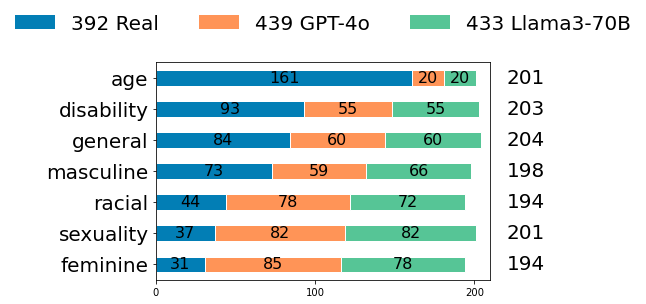 392 Real 439 GPT-4o 433 Llama3-70B
age 161 20 20 201
disability 93 55 55 203
general 84 60 60 204
masculine 73 59 66 198
racial 44 78 72 194
sexuality 37 82 82 201
feminine 31 85 78 194
0 100 200